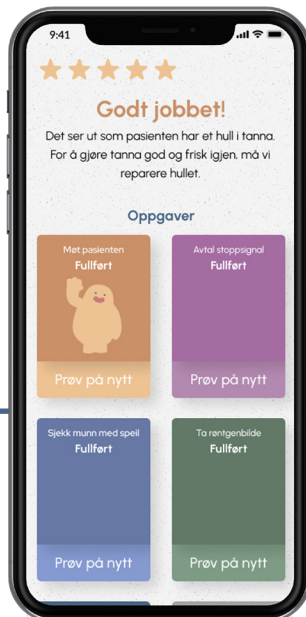 9:41
Godt jobbet!
Det ser ut som pasienten har et hull i tanna.
For å gjøre tanna god og frisk igjen, må vi
reparere hullet.
Oppgaver
Møt pasienten
Fullført
Prøv på nytt
Avtal stoppsignal
Fullført
Prøv på nytt
Sjekk munn med speil
Fullført
Prøv på nytt
Ta røntgenbilde
Fullført
Prøv på nytt